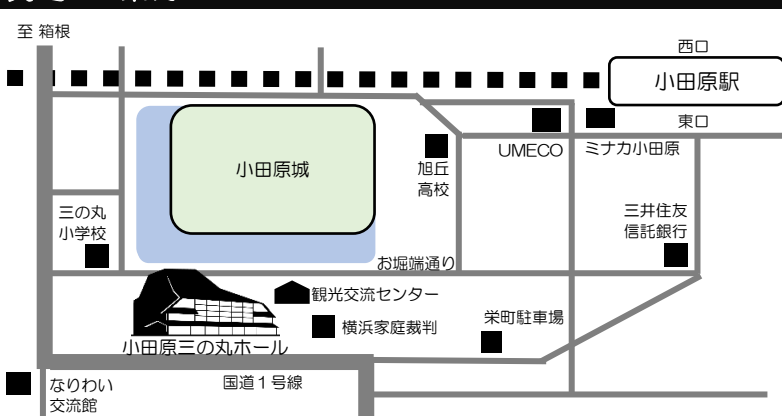 至 箱根
西口
小田原駅
東口
UMECO
ミナカ小田原
小田原城
旭丘
高校
三の丸
小学校
三井住友
信託銀行
お堀端通り
観光交流センター
横浜家庭裁判
栄町駐車場
小田原三の丸ホール
国道1号線
なりわい
交流館